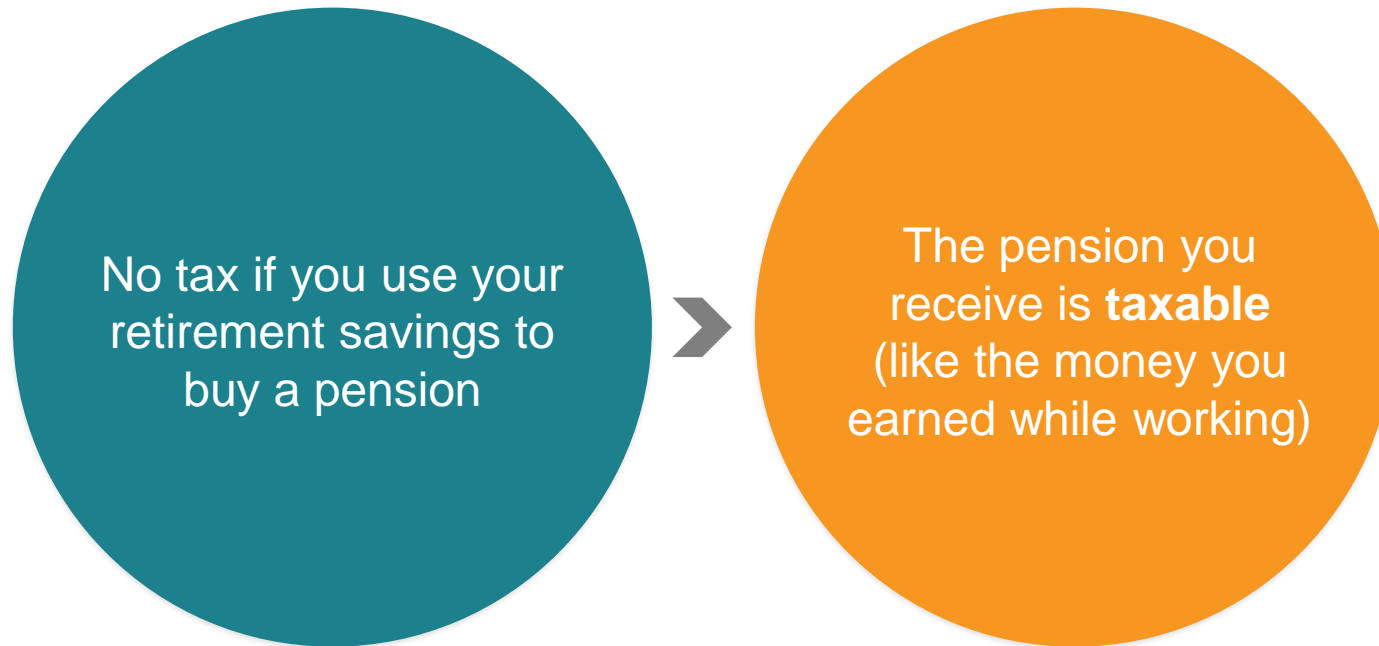 No tax if you use your
retirement savings to
buy a pension
The pension you
receive is taxable
(like the money you
earned while working)